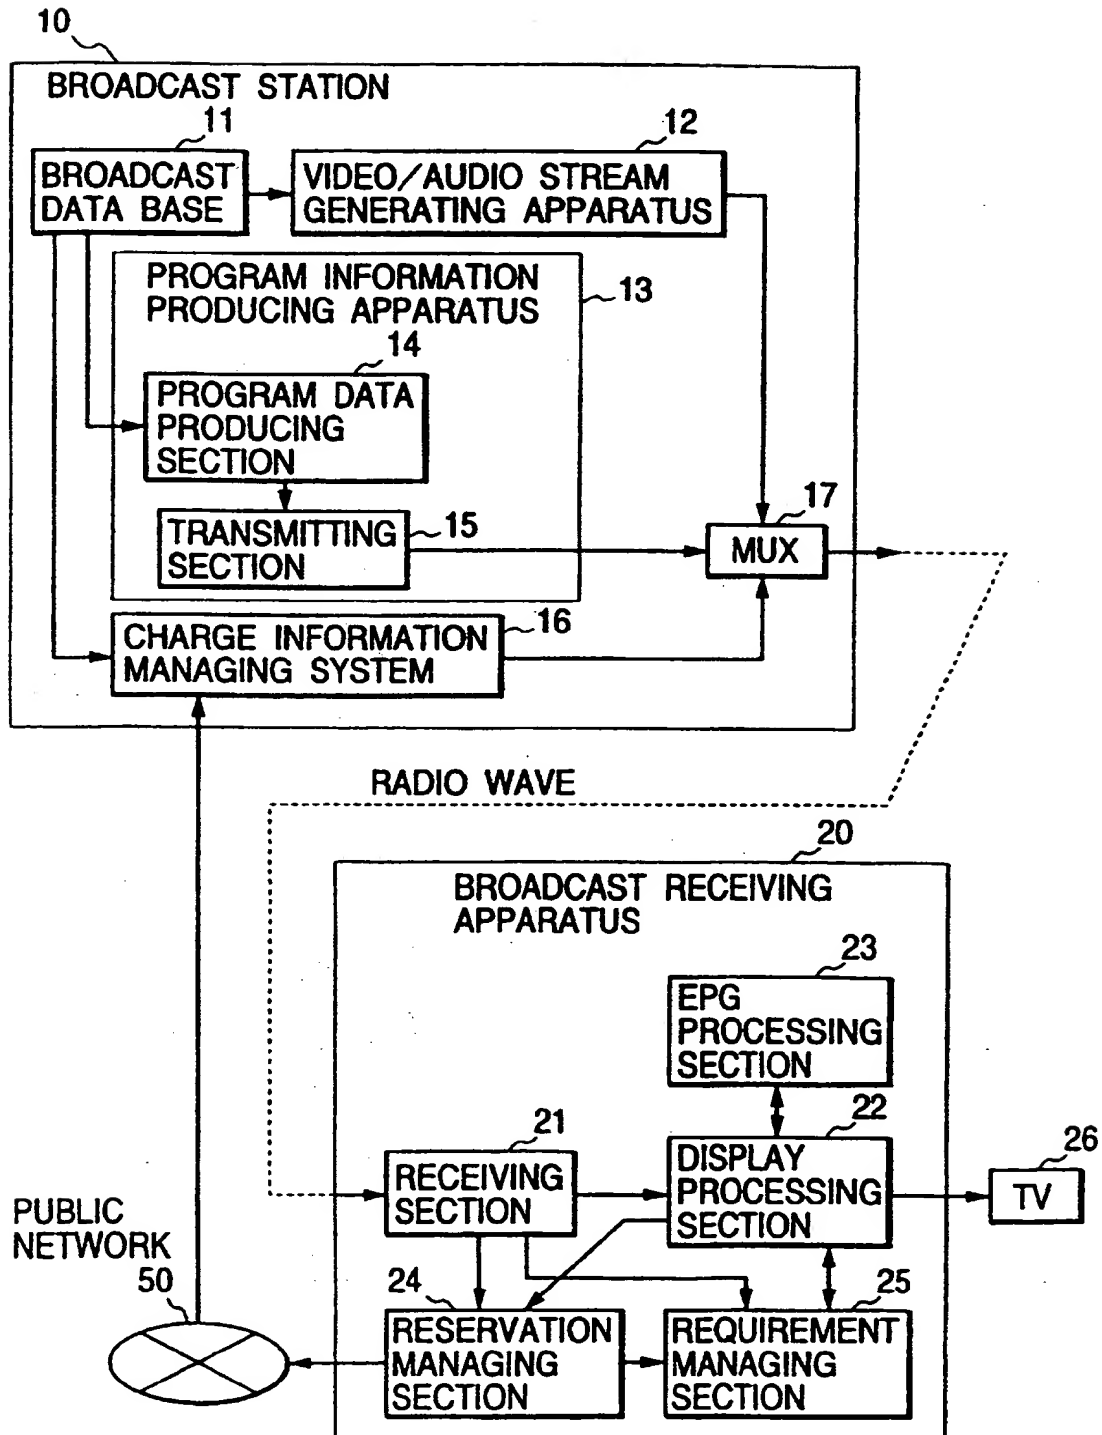 10
BROADCAST STATION
11
12
BROADCAST
DATA BASE
VIDEO/AUDIO STREAM
GENERATING APPARATUS
PROGRAM INFORMATION
PRODUCING APPARATUS
13
14
PROGRAM DATA
PRODUCING
SECTION
15
TRANSMITTING
SECTION
17
MUX
16
CHARGE INFORMATION
MANAGING SYSTEM
RADIO WAVE
20
BROADCAST RECEIVING
APPARATUS
23
EPG
PROCESSING
SECTION
21
RECEIVING
SECTION
22
DISPLAY
PROCESSING
SECTION
26
TV
PUBLIC
NETWORK
50
24
RESERVATION
MANAGING
SECTION
25
REQUIREMENT
MANAGING
SECTION